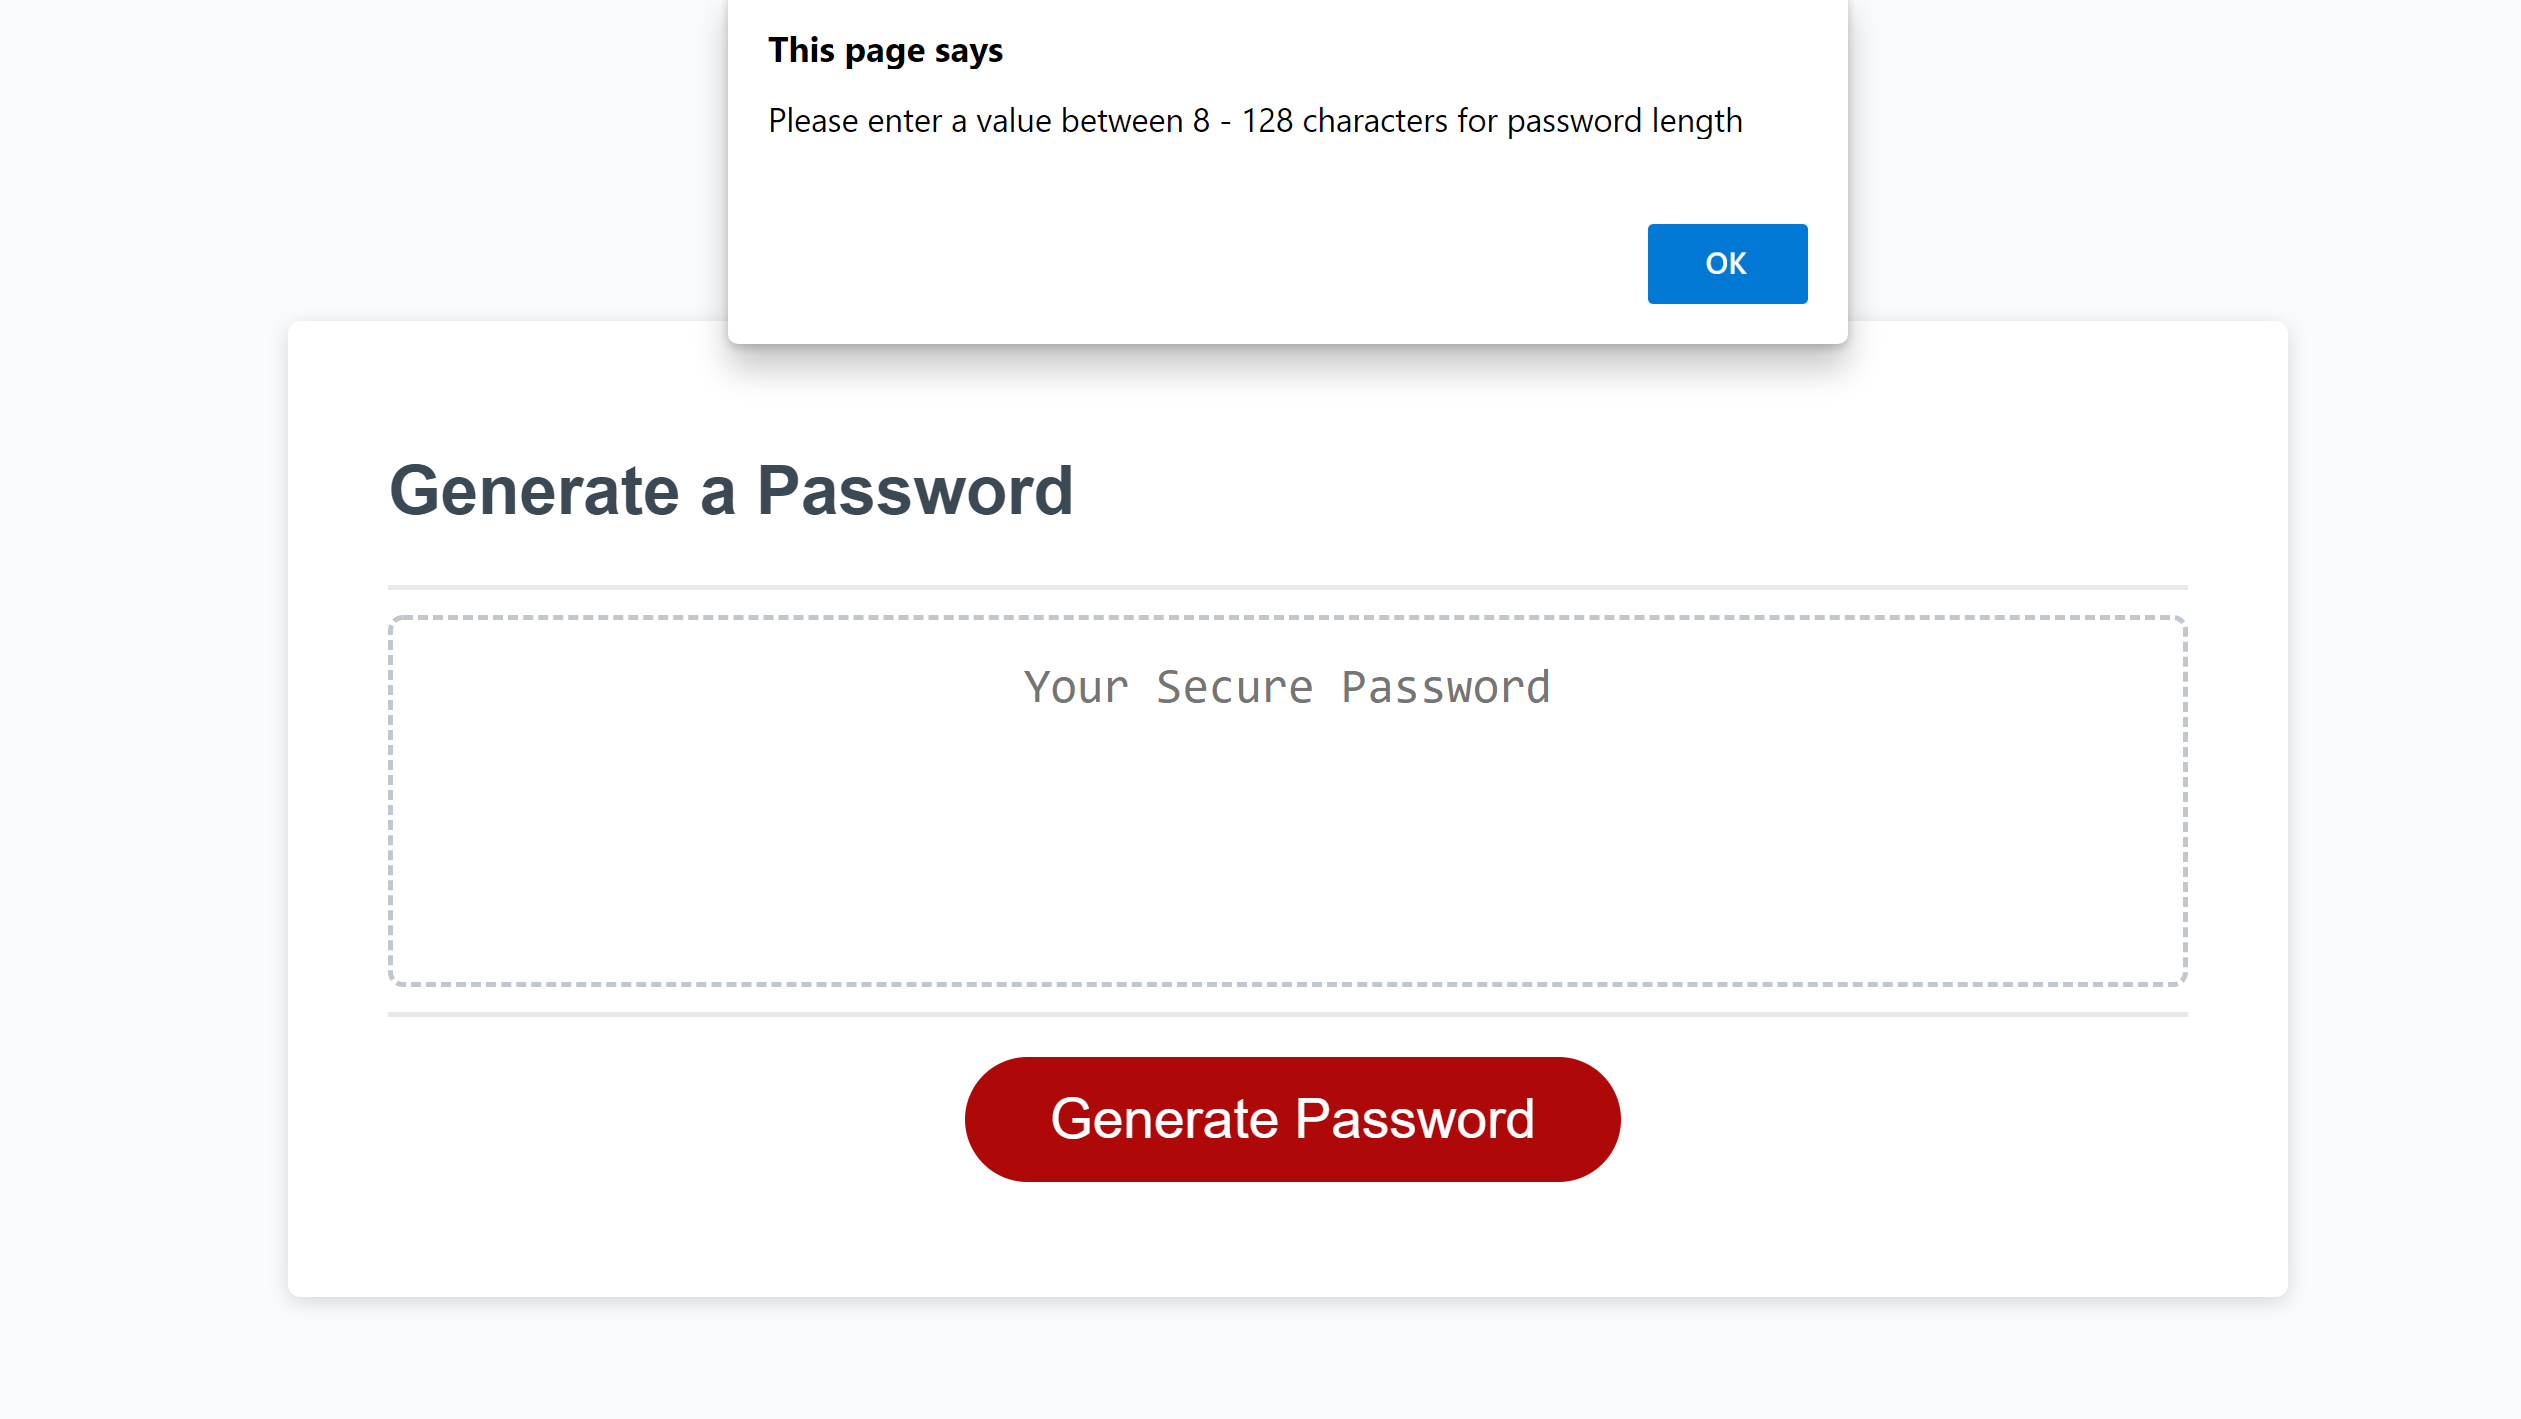 This page says
Please enter a value between 8 - 128 characters for password length
OK
Generate a Password
Your Secure Password
Generate Password